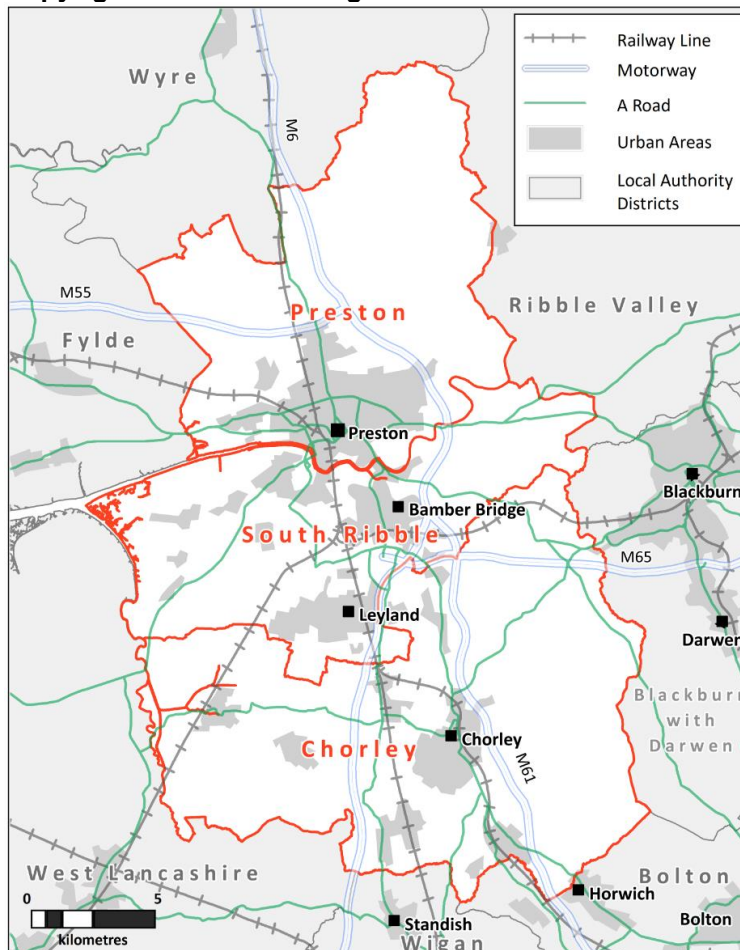 Railway Line
Motorway
A Road
Urban Areas
Local Authority
Districts
Wyre
M6
M55
Preston
Ribble Valley
Fylde
Preston
Blackburn
Bamber Bridge
South Ribble
M65
Leyland
Darwen
Blackburn
with
Darwen
Chorley
Chorley
M61
West Lancashire
Bolton
0 5
kilometres
Horwich
Standish
Bolton
Wigan